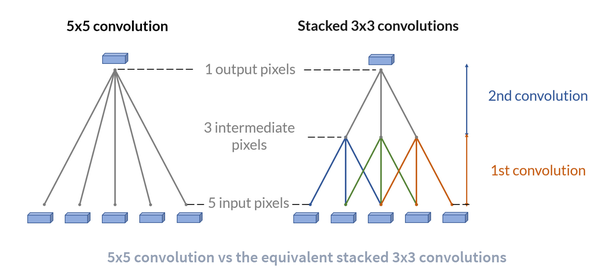 5x5 convolution
Stacked 3x3 convolutions
1 output pixels
2nd convolution
3 intermediate
pixels
1st convolution
5 input pixels
5x5 convolution vs the equivalent stacked 3x3 convolutions